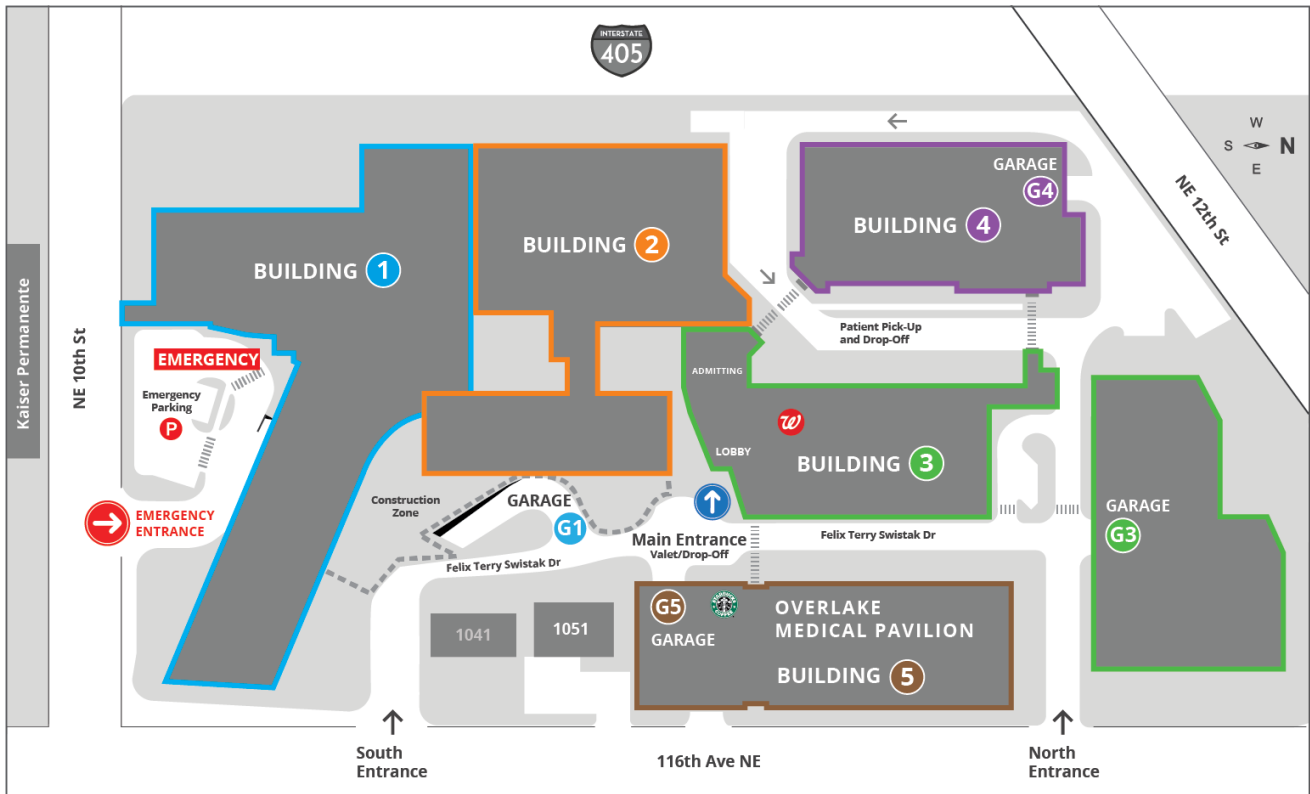 INTERSTATE
405
W
S
N
E
NE 12th St
GARAGE
G4
BUILDING 4
BUILDING 2
BUILDING 1
Kaiser Permanente
NE 10th St
EMERGENCY
Emergency
Parking
P
Patient Pick-Up
and Drop-Off
ADMITTING
W
LOBBY
BUILDING 3
Construction
Zone
GARAGE
G1
EMERGENCY
ENTRANCE
Main Entrance
Valet/Drop-Off
Felix Terry Swistak Dr
GARAGE
G3
Felix Terry Swistak Dr
1041
1051
G5
GARAGE
OVERLAKE
MEDICAL PAVILION
BUILDING 5
South
Entrance
116th Ave NE
North
Entrance